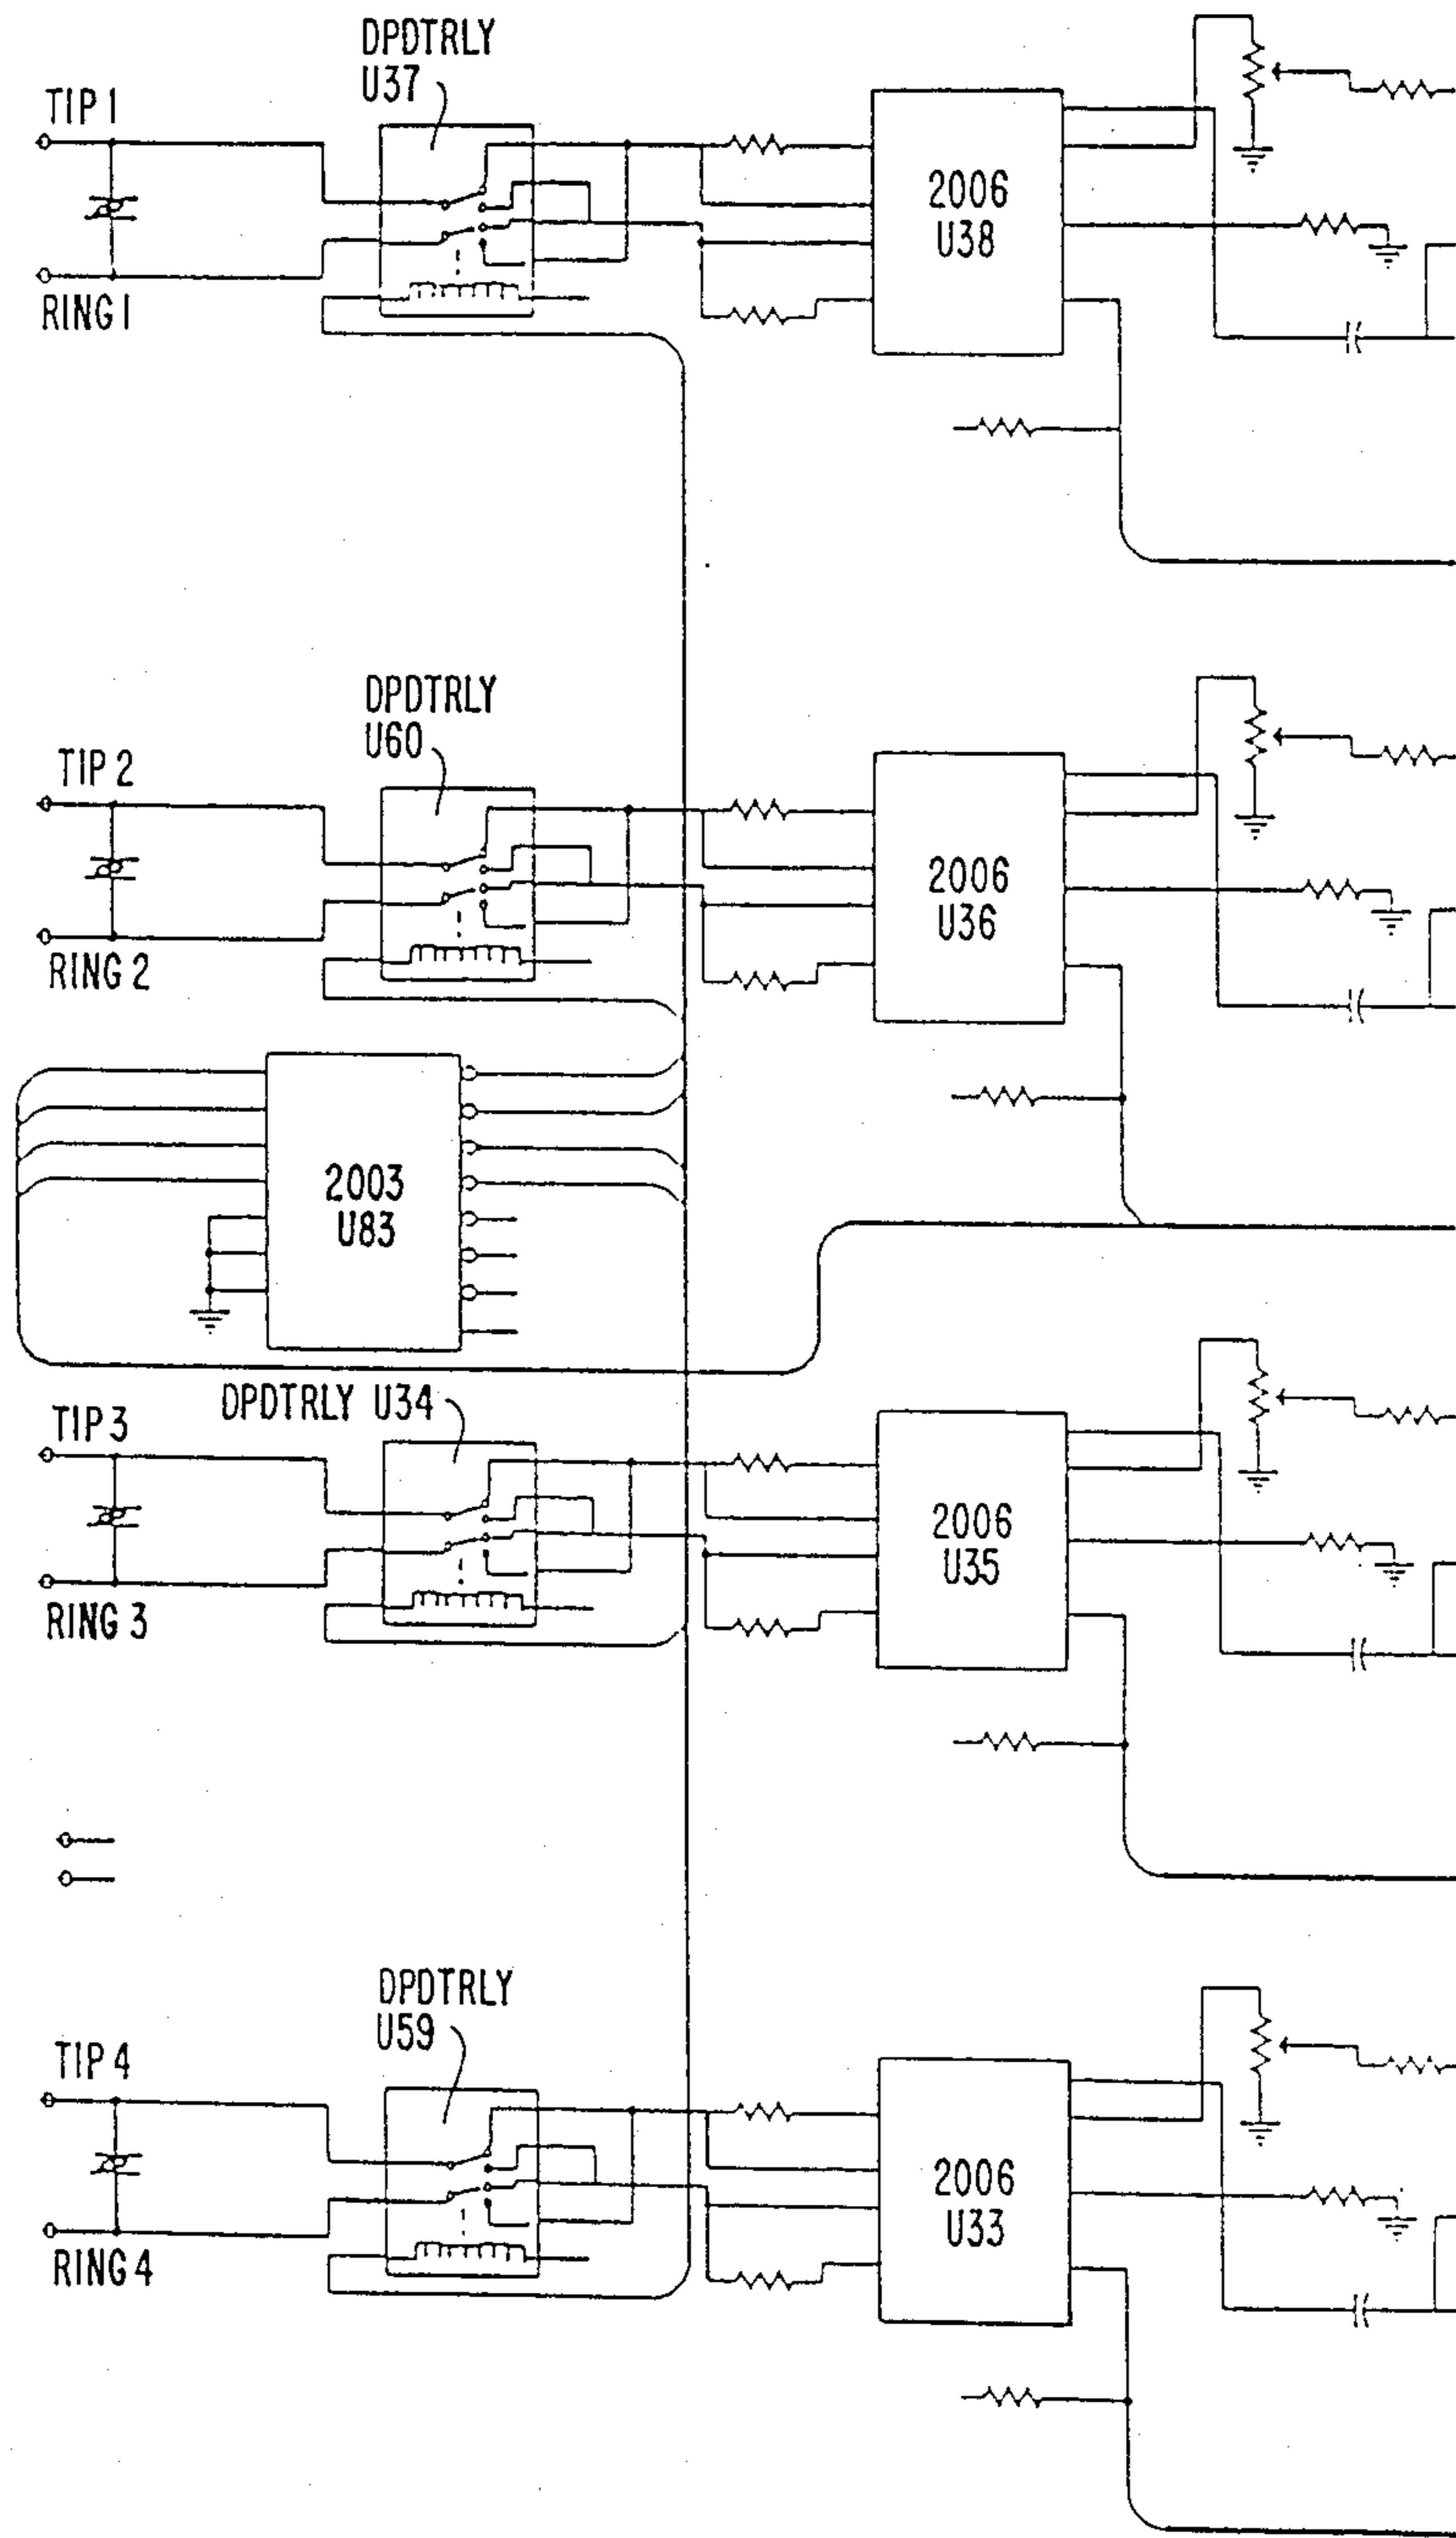 DPDTRLY
U37
TIP 1
2006
U38
RING 1
DPDTRLY
U60
TIP 2
2006
U36
RING 2
2003
U83
DPDTRLY U34
TIP 3
2006
U35
RING 3
DPDTRLY
U59
TIP 4
2006
U33
RING 4